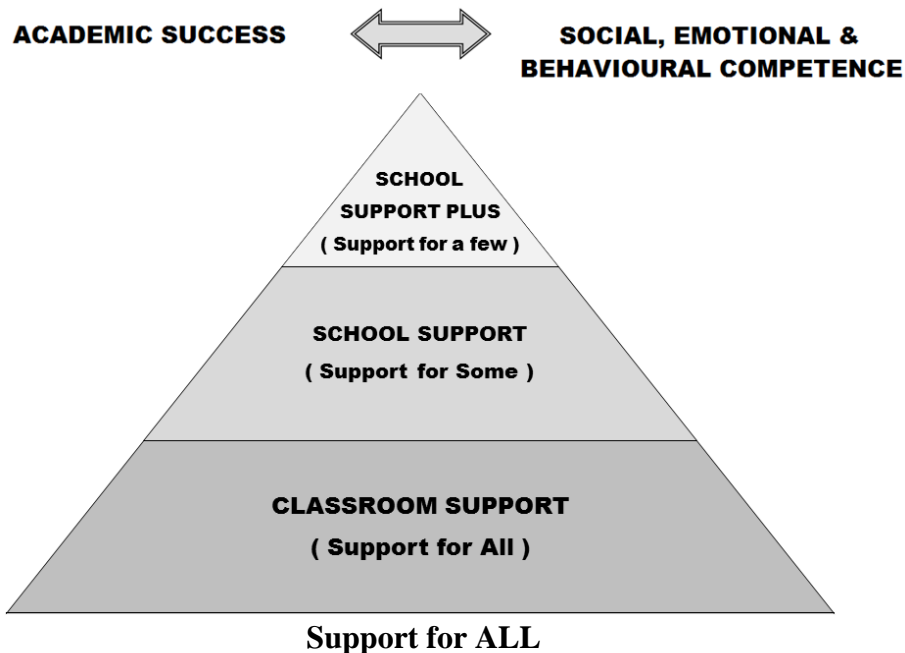 ACADEMIC SUCCESS
SOCIAL, EMOTIONAL &
BEHAVIOURAL COMPETENCE
SCHOOL
SUPPORT PLUS
( Support for a few )
SCHOOL SUPPORT
( Support for Some )
CLASSROOM SUPPORT
( Support for All )
Support for ALL